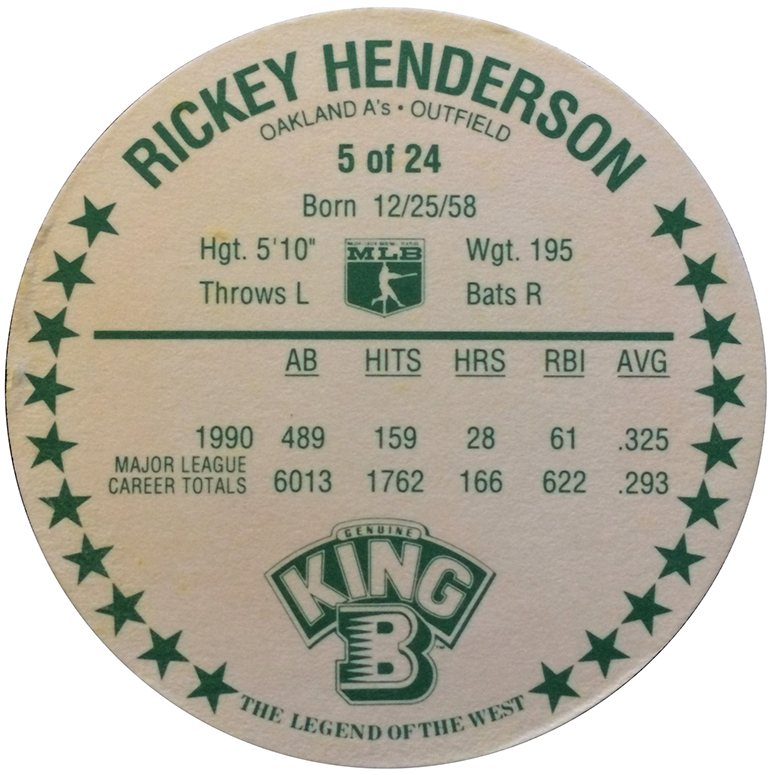 RICKEY HENDERSON
OAKLAND A's • OUTFIELD
5 of 24
Born 12/25/58
Hgt. 5'10" Wgt. 195
MLB
Throws L Bats R
AB HITS HRS RBI AVG
1990 489 159 28 61 .325
MAJOR LEAGUE
CAREER TOTALS 6013 1762 166 622 .293
GENUINE
KING
B™
THE LEGEND OF THE WEST